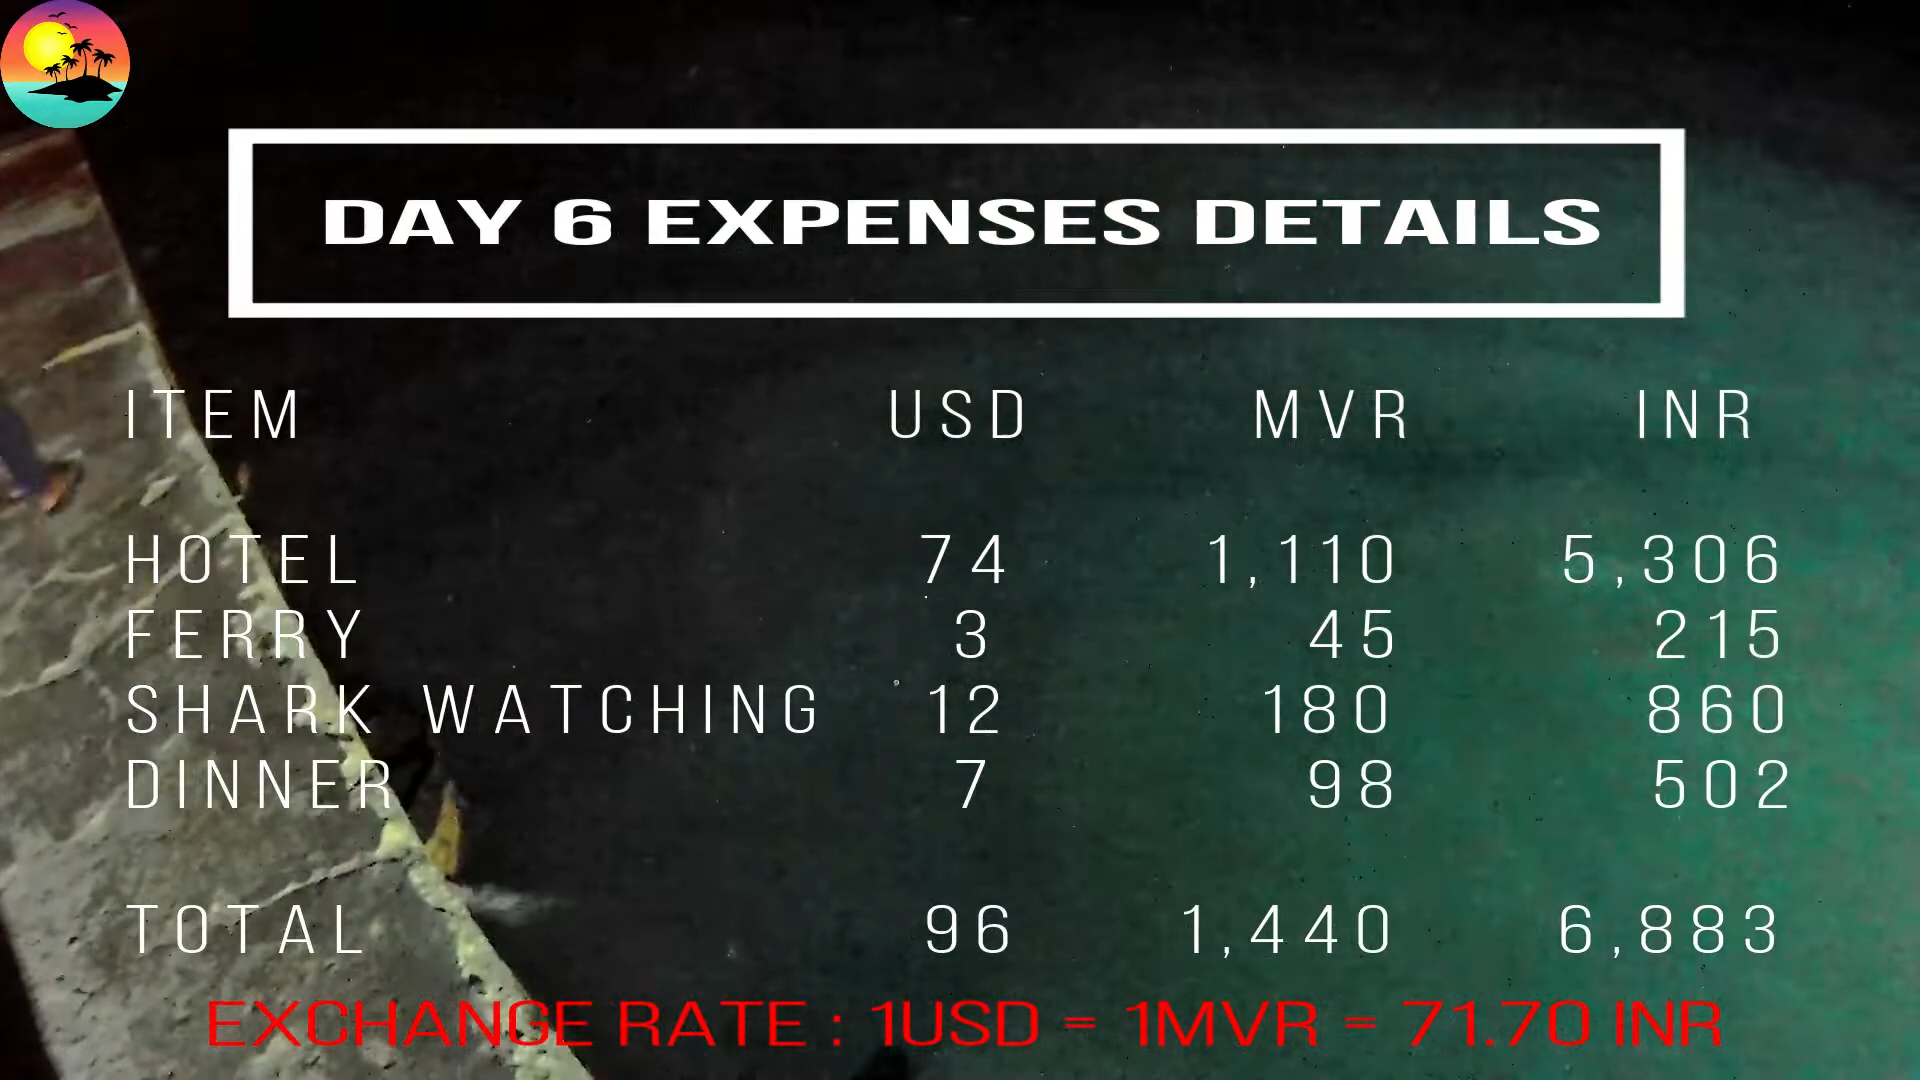 DAY 6 EXPENSES DETAILS
ITEM USD MVR INR
HOTEL 74 1,110 5,306
FERRY 3 45 215
SHARK WATCHING 12 180 860
DINNER 7 98 502
TOTAL 96 1,440 6,883
EXCHANGE RATE : 1USD = 1MVR = 71.70 INR